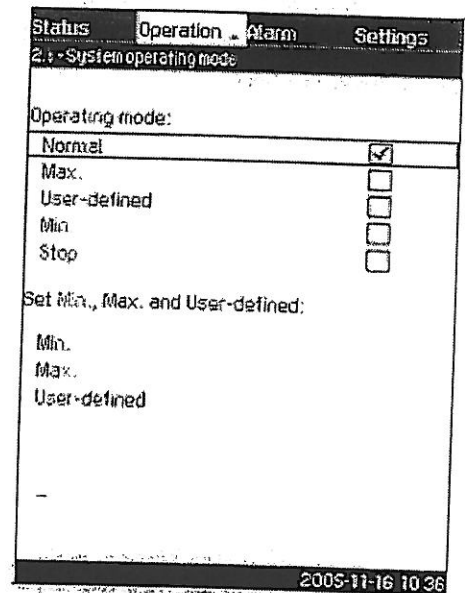 Status Operation Alarm Settings
2.1 - System operating mode
Operating mode:
Normal
Max.
User-defined
Min
Stop
Set Min., Max. and User-defined:
Min.
Max.
User-defined
2005-11-16 10:36